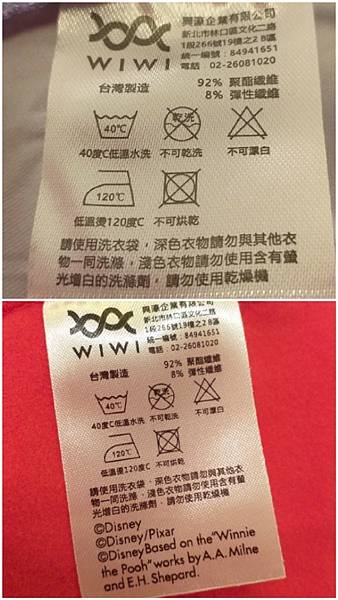 興濠企業有限公司
新北市林口區文化二路
1段266號19樓之2 B區
統一編號：84941651
電話：02-26081020
WIWI
台灣製造
92% 聚酯纖維
8% 彈性纖維
40℃
乾洗
40度C低溫水洗
不可乾洗
不可漂白
120℃
低溫燙120度C
不可烘乾
請使用洗衣袋，深色衣物請勿與其他衣
物一同洗滌，淺色衣物請勿使用含有螢
光增白的洗滌劑，請勿使用乾燥機
興濠企業有限公司
新北市林口區文化二路
1段266號19樓之2 B區
統一編號：84941651
電話：02-26081020
WIWI
台灣製造
92% 聚酯纖維
8% 彈性纖維
40℃
乾洗
40度C低溫水洗
不可乾洗
不可漂白
120℃
低溫燙120度C
不可烘乾
請使用洗衣袋，深色衣物請勿與其他衣
物一同洗滌，淺色衣物請勿使用含有螢
光增白的洗滌劑，請勿使用乾燥機
©Disney
©Disney/Pixar
©Disney Based on the "Winnie
the Pooh" works by A.A. Milne
and E.H. Shepard.